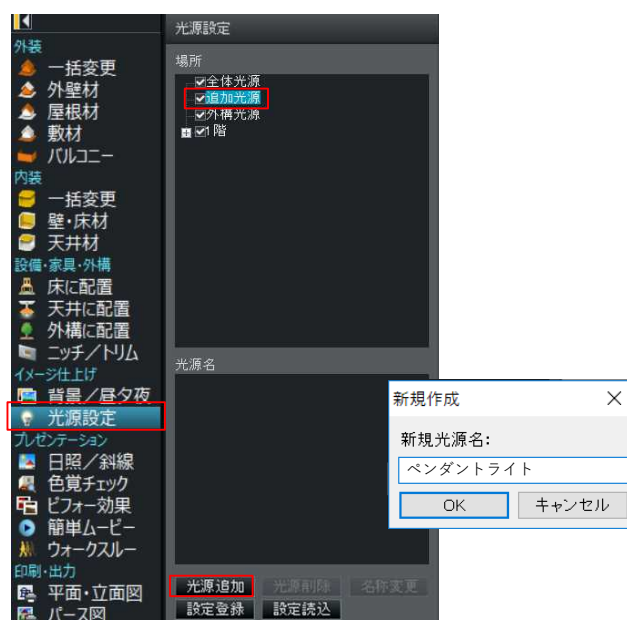 外装
一括変更
外壁材
屋根材
敷材
バルコニー
内装
一括変更
壁・床材
天井材
設備・家具・外構
床に配置
天井に配置
外構に配置
ニッチ／トリム
イメージ仕上げ
背景／昼夕夜
光源設定
プレゼンテーション
日照／斜線
色覚チェック
ビフォー効果
簡単ムービー
ウォークスルー
印刷・出力
平面・立面図
パース図
光源設定
場所
全体光源
追加光源
外構光源
1階
光源名
光源追加 光源削除 名称変更
設定登録 設定読込
新規作成
新規光源名:
ペンダントライト
OK キャンセル